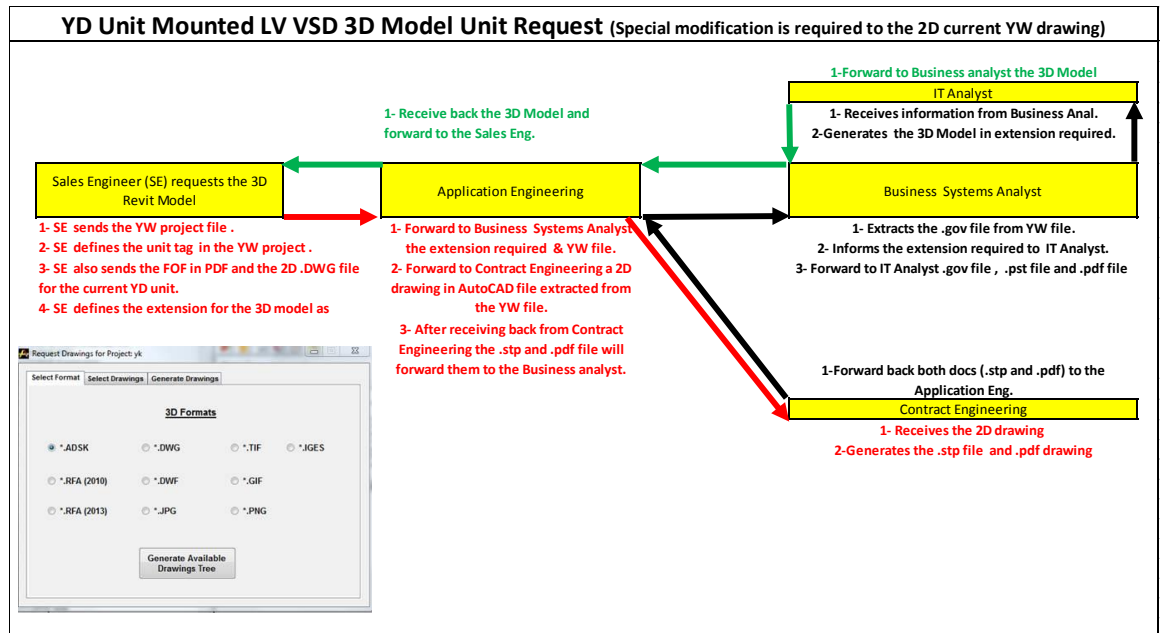 YD Unit Mounted LV VSD 3D Model Unit Request (Special modification is required to the 2D current YW drawing)
1-Forward to Business analyst the 3D Model
IT Analyst
1- Receives information from Business Anal.
2-Generates the 3D Model in extension required.
1- Receive back the 3D Model and
forward to the Sales Eng.
Sales Engineer (SE) requests the 3D
Revit Model
Application Engineering
Business Systems Analyst
1- SE sends the YW project file .
2- SE defines the unit tag in the YW project .
3- SE also sends the FOF in PDF and the 2D .DWG file
for the current YD unit.
4- SE defines the extension for the 3D model as
1- Forward to Business Systems Analyst
the extension required & YW file.
2- Forward to Contract Engineering a 2D
drawing in AutoCAD file extracted from
the YW file.
3- After receiving back from Contract
Engineering the .stp and .pdf file will
forward them to the Business analyst.
1- Extracts the .gov file from YW file.
2- Informs the extension required to IT Analyst.
3- Forward to IT Analyst .gov file , .pst file and .pdf file
1-Forward back both docs (.stp and .pdf) to the
Application Eng.
Contract Engineering
1- Receives the 2D drawing
2-Generates the .stp file and .pdf drawing
Request Drawings for Project: yk
Select Format Select Drawings Generate Drawings
3D Formats
*.ADSK *.DWG *.TIF *.IGES
*.RFA (2010) *.DWF *.GIF
*.RFA (2013) *.JPG *.PNG
Generate Available
Drawings Tree